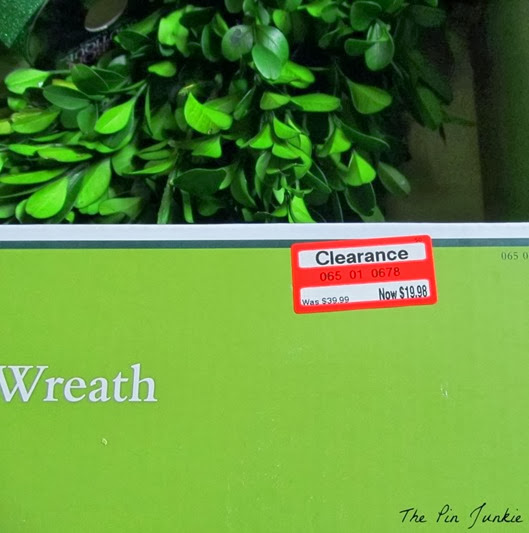 Clearance
065 0
065 01 0678
Was $39.99 Now $19.98
Wreath
The Pin Junkie